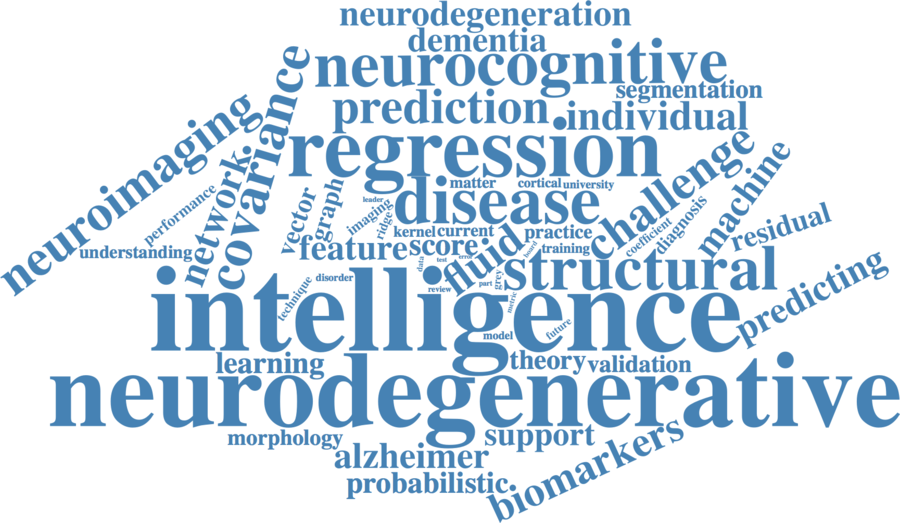 neurodegeneration
dementia
neurocognitive
segmentation
prediction
individual
neuroimaging
covariance
regression
challenge
machine
network
performance
understanding
vector
graph
leader
imaging
ridge
matter
cortical
university
disease
kernel
current
practice
coefficient
diagnosis
residual
feature
score
fluid
board
training
data
test
error
structural
technique
disorder
review
part
grey
metric
intelligence
predicting
model
future
learning
theory
validation
neurodegenerative
morphology
support
alzheimer
biomarkers
probabilistic